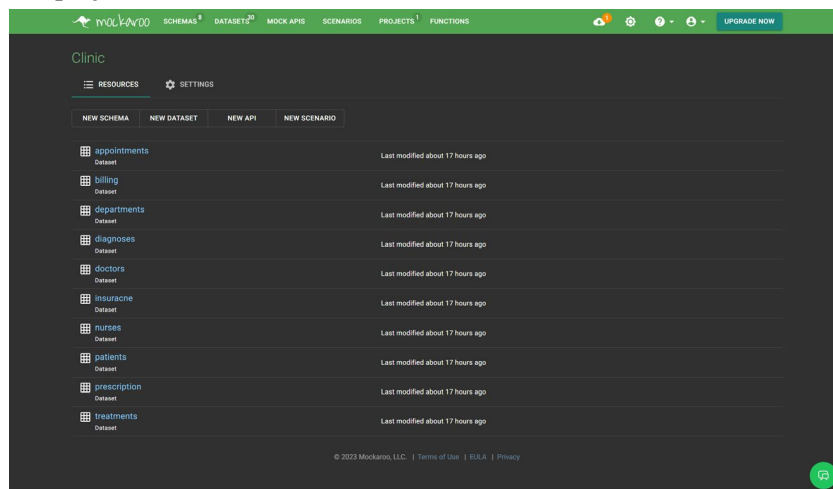 mockaroo SCHEMAS 8 DATASETS 30 MOCK APIS SCENARIOS PROJECTS 1 FUNCTIONS 1 UPGRADE NOW
Clinic
RESOURCES SETTINGS
NEW SCHEMA NEW DATASET NEW API NEW SCENARIO
appointments
Dataset
Last modified about 17 hours ago
billing
Dataset
Last modified about 17 hours ago
departments
Dataset
Last modified about 17 hours ago
diagnoses
Dataset
Last modified about 17 hours ago
doctors
Dataset
Last modified about 17 hours ago
insuracne
Dataset
Last modified about 17 hours ago
nurses
Dataset
Last modified about 17 hours ago
patients
Dataset
Last modified about 17 hours ago
prescription
Dataset
Last modified about 17 hours ago
treatments
Dataset
Last modified about 17 hours ago
© 2023 Mockaroo, LLC. | Terms of Use | EULA | Privacy